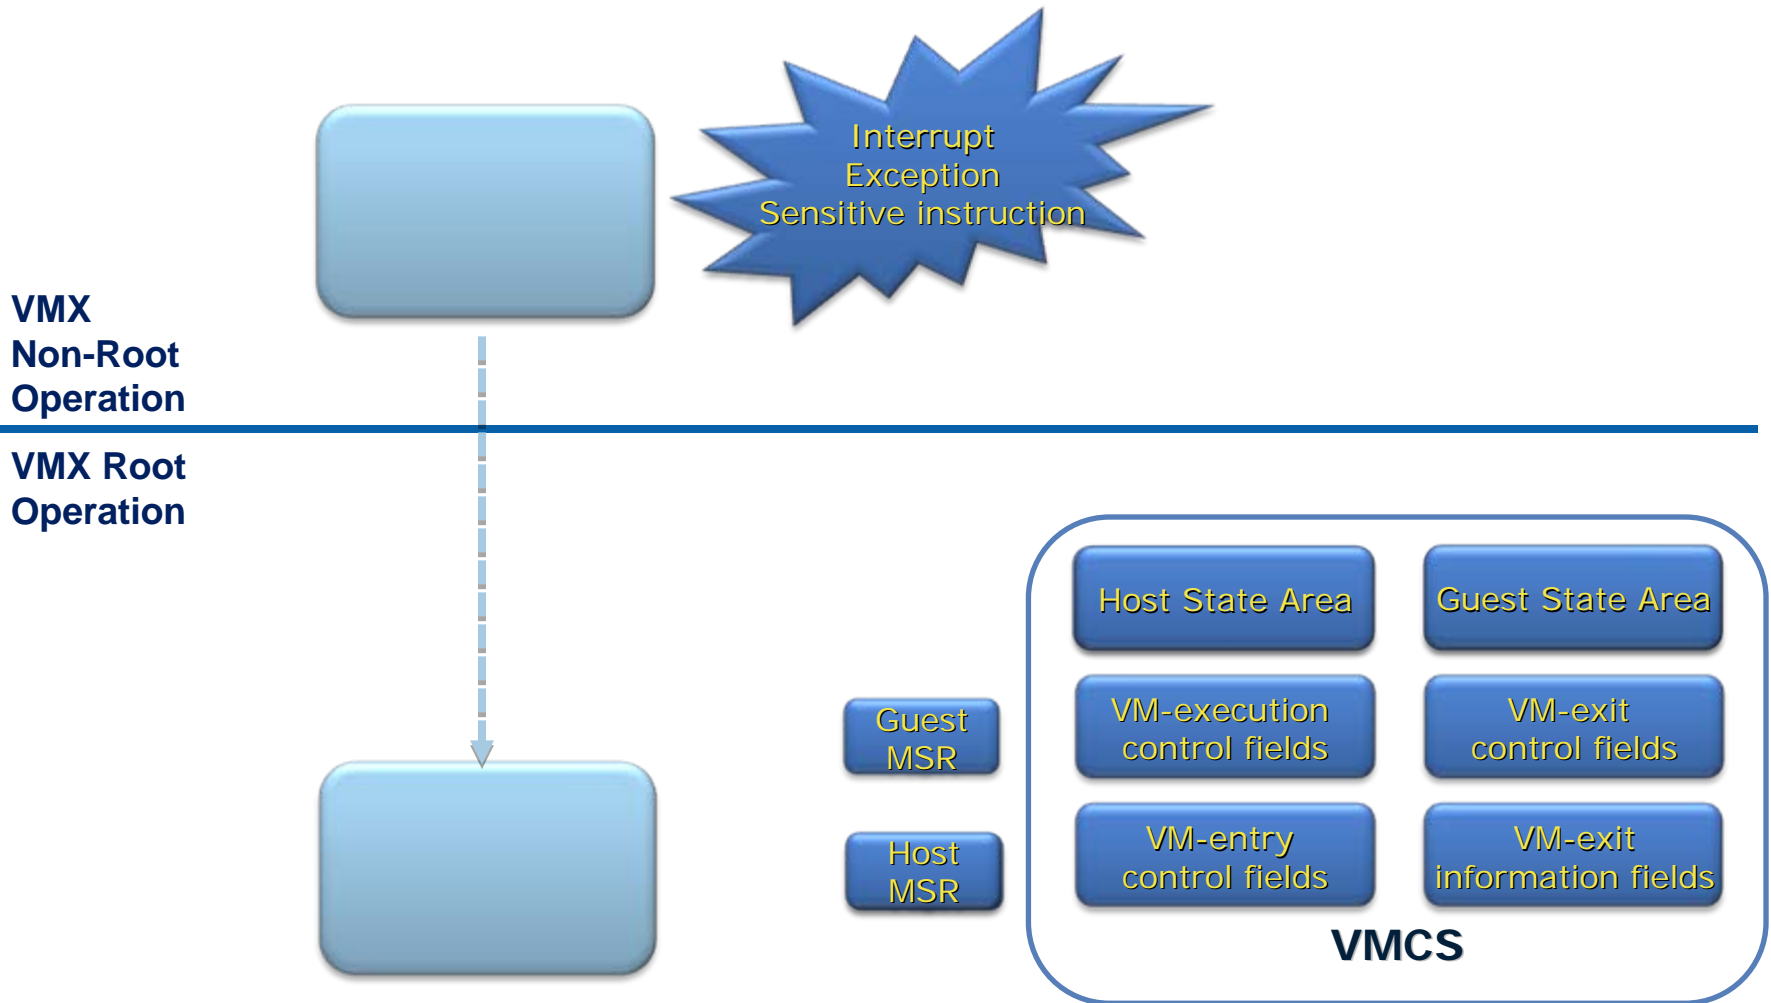 Interrupt
Exception
Sensitive instruction
VMX
Non-Root
Operation
VMX Root
Operation
Host State Area
Guest State Area
Guest
MSR
VM-execution
control fields
VM-exit
control fields
Host
MSR
VM-entry
control fields
VM-exit
information fields
VMCS